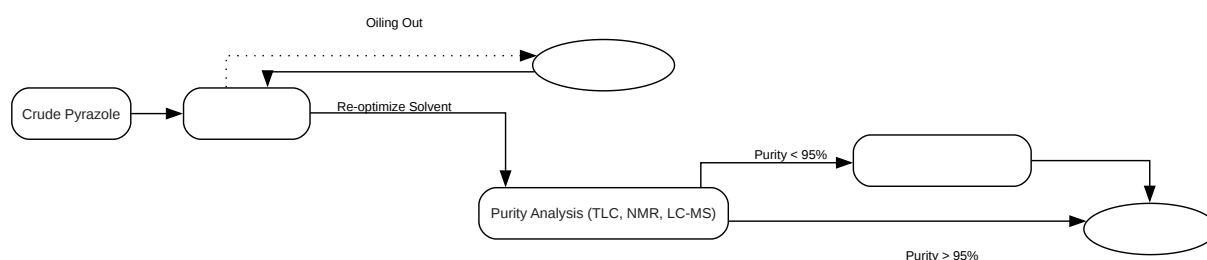 Oiling Out
Crude Pyrazole
Re-optimize Solvent
Purity < 95%
Purity Analysis (TLC, NMR, LC-MS)
Purity > 95%